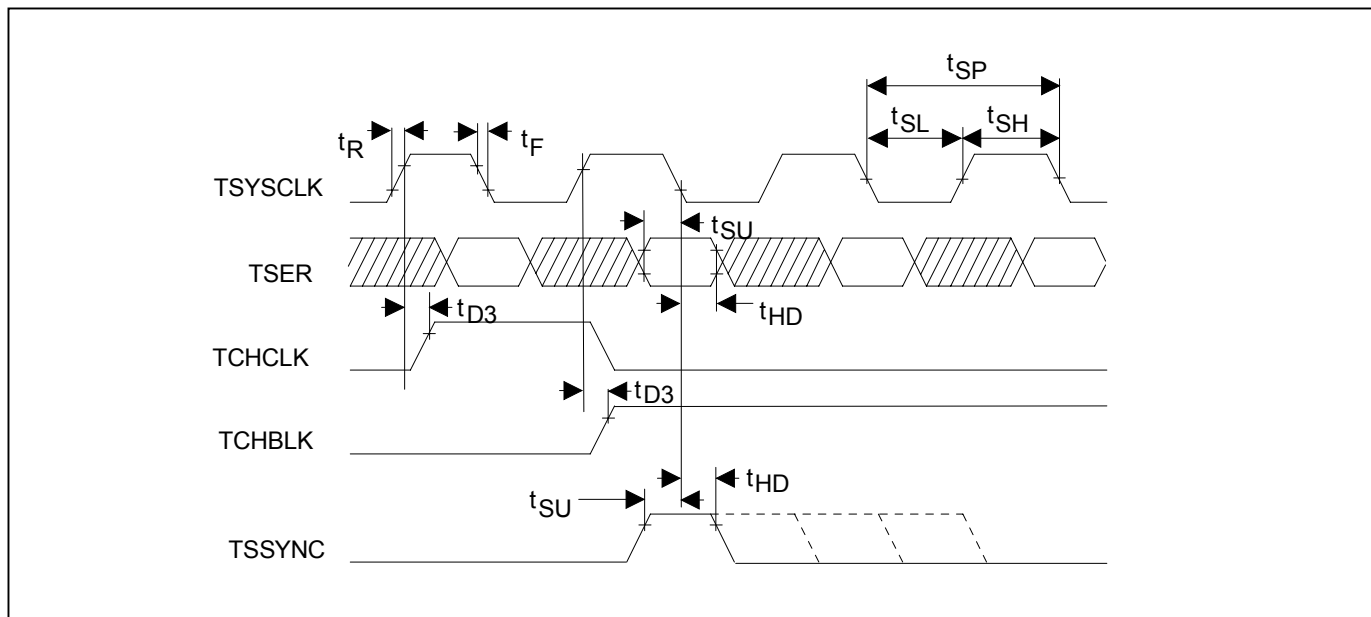 tSP
tSL tSH
tR tF
TSYSCLK
tSU
TSER
tD3 tHD
TCHCLK
tD3
TCHBLK
tHD
tSU
TSSYNC